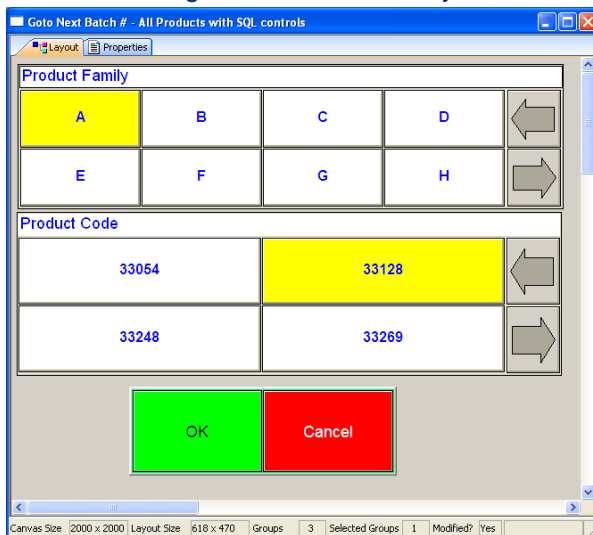 Goto Next Batch # - All Products with SQL controls
Layout Properties
Product Family
A B C D
E F G H
Product Code
33054 33128
33248 33269
OK Cancel
Canvas Size 2000 x 2000 Layout Size 618 x 470 Groups 3 Selected Groups 1 Modified? Yes